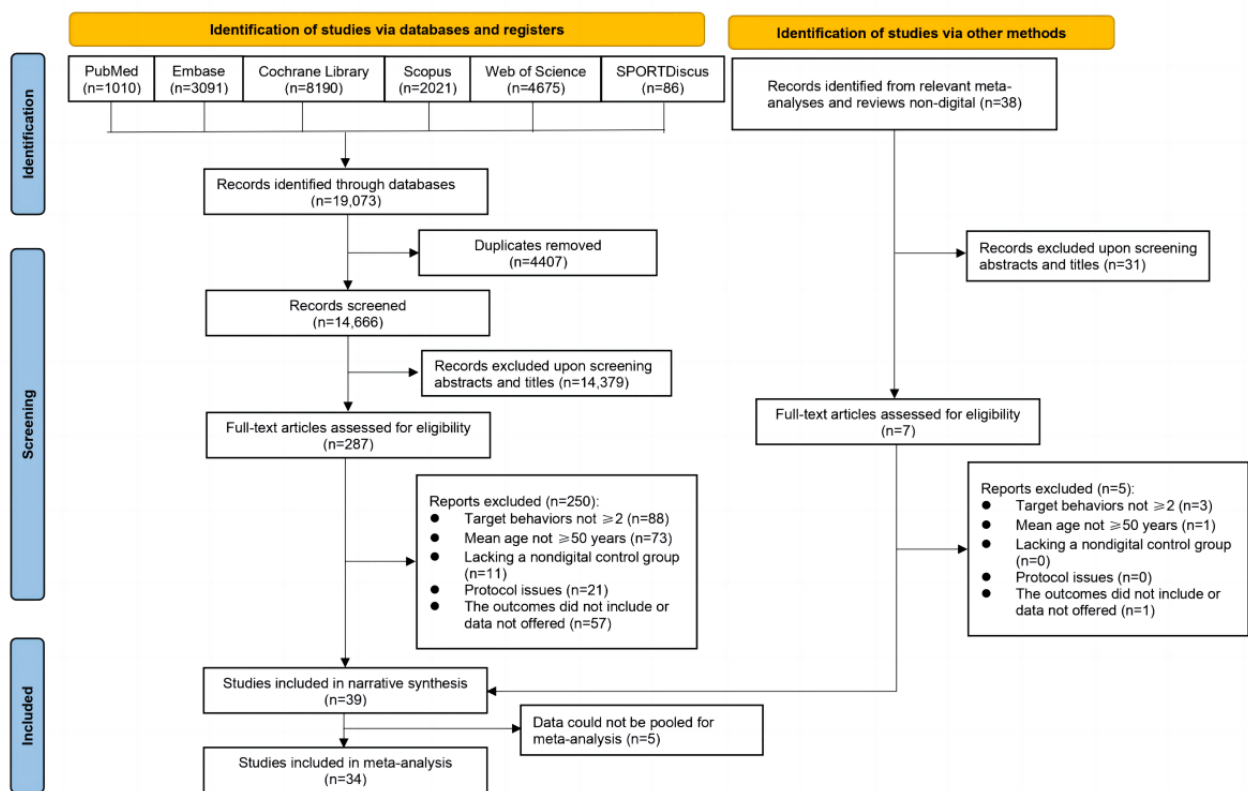 Identification of studies via databases and registers
Identification of studies via other methods
Identification
PubMed
(n=1010)
Embase
(n=3091)
Cochrane Library
(n=8190)
Scopus
(n=2021)
Web of Science
(n=4675)
SPORTDiscus
(n=86)
Records identified from relevant meta-
analyses and reviews non-digital (n=38)
Records identified through databases
(n=19,073)
Screening
Duplicates removed
(n=4407)
Records excluded upon screening
abstracts and titles (n=31)
Records screened
(n=14,666)
Records excluded upon screening
abstracts and titles (n=14,379)
Full-text articles assessed for eligibility
(n=287)
Full-text articles assessed for eligibility
(n=7)
Reports excluded (n=250):
● Target behaviors not ≥2 (n=88)
● Mean age not ≥50 years (n=73)
● Lacking a nondigital control group
(n=11)
● Protocol issues (n=21)
● The outcomes did not include or
data not offered (n=57)
Reports excluded (n=5):
● Target behaviors not ≥2 (n=3)
● Mean age not ≥50 years (n=1)
● Lacking a nondigital control group
(n=0)
● Protocol issues (n=0)
● The outcomes did not include or
data not offered (n=1)
Included
Studies included in narrative synthesis
(n=39)
Data could not be pooled for
meta-analysis (n=5)
Studies included in meta-analysis
(n=34)